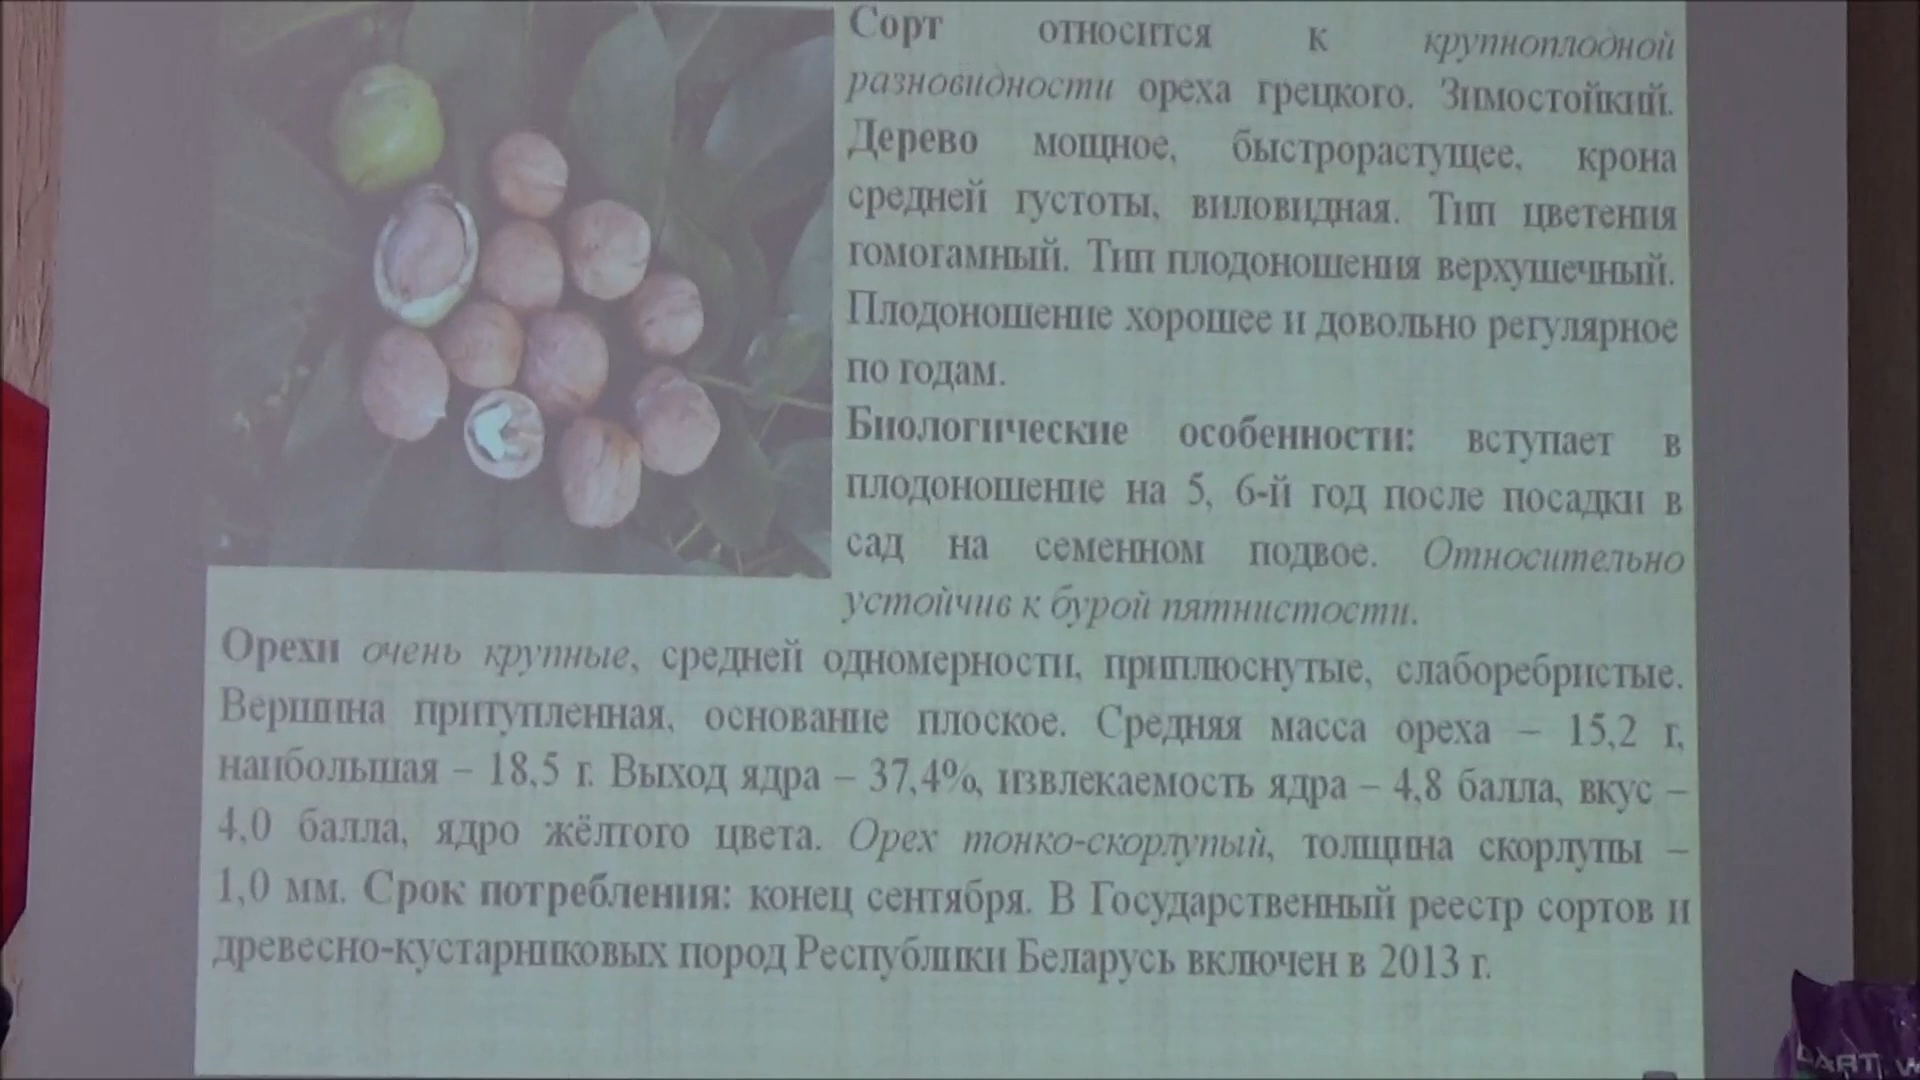 Сорт относится к крупноплодной
разновидности ореха грецкого. Зимостойкий.
Дерево мощное, быстрорастущее, крона
средней густоты, виловидная. Тип цветения
гомогамный. Тип плодоношения верхушечный.
Плодоношение хорошее и довольно регулярное
по годам.
Биологические особенности: вступает в
плодоношение на 5, 6-й год после посадки в
сад на семенном подвое. Относительно
устойчив к бурой пятнистости.
Орехи очень крупные, средней одномерности, приплюснутые, слаборебристые.
Вершина притупленная, основание плоское. Средняя масса ореха – 15,2 г,
наибольшая – 18,5 г. Выход ядра – 37,4%, извлекаемость ядра – 4,8 балла, вкус –
4,0 балла, ядро жёлтого цвета. Орех тонко-скорлупый, толщина скорлупы –
1,0 мм. Срок потребления: конец сентября. В Государственный реестр сортов и
древесно-кустарниковых пород Республики Беларусь включен в 2013 г.